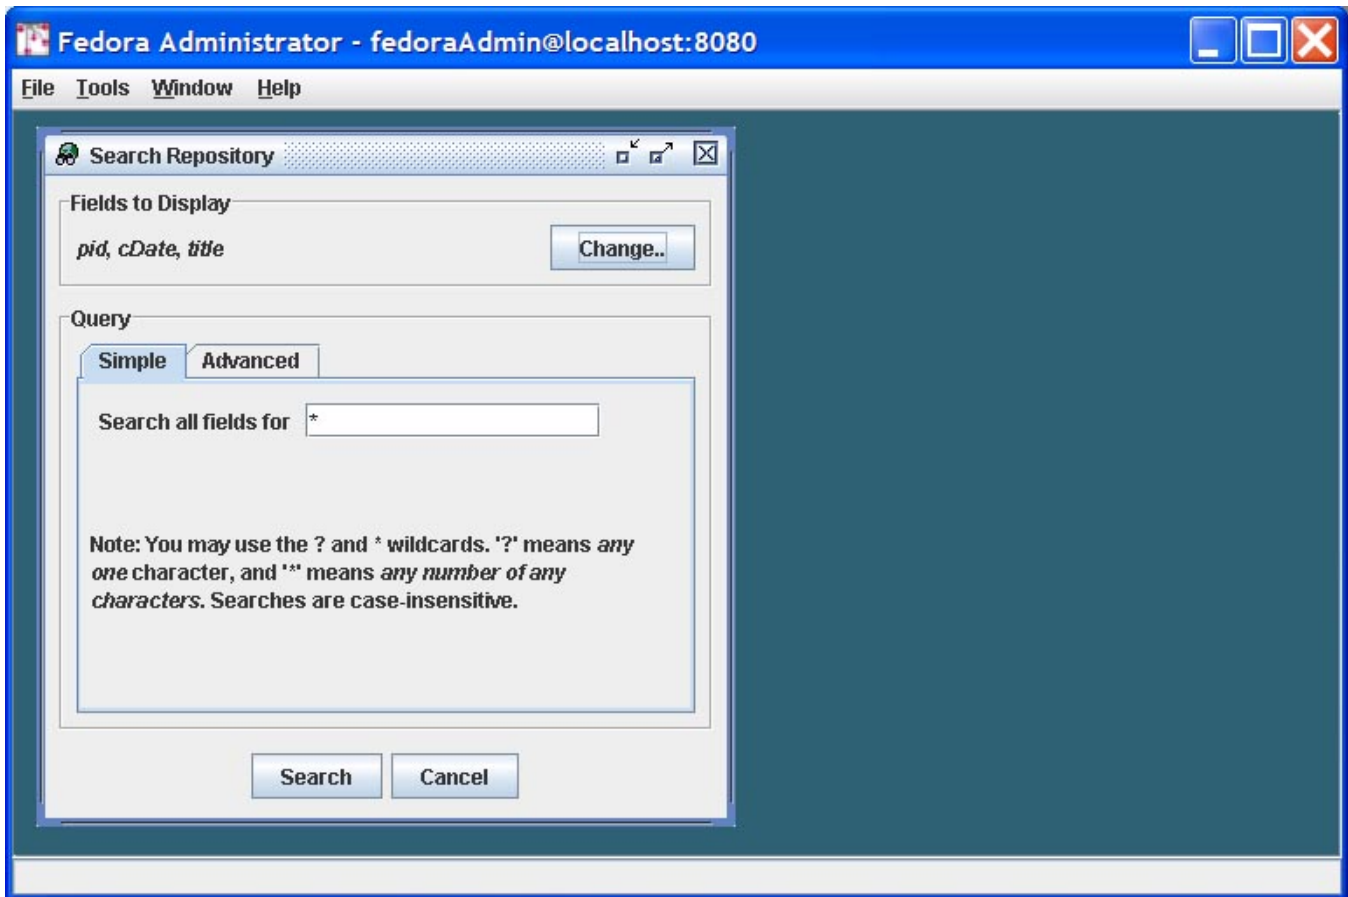 Fedora Administrator - fedoraAdmin@localhost:8080
File Tools Window Help
Search Repository
Fields to Display
pid, cDate, title
Change..
Query
Simple Advanced
Search all fields for *
Note: You may use the ? and * wildcards. '?' means any
one character, and '*' means any number of any
characters. Searches are case-insensitive.
Search Cancel